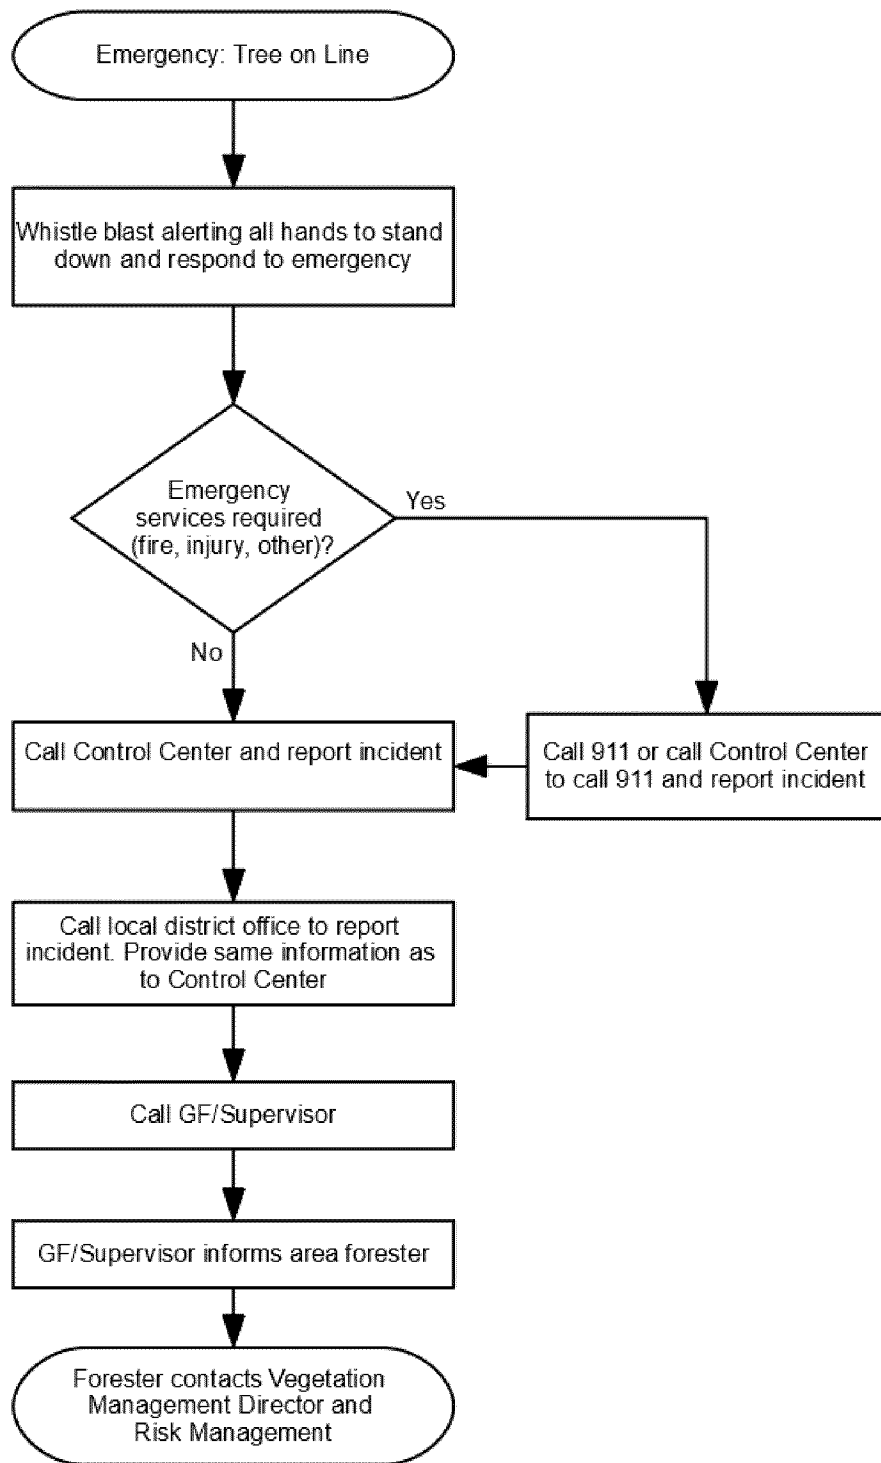 Emergency: Tree on Line
Whistle blast alerting all hands to stand
down and respond to emergency
Emergency
services required
(fire, injury, other)?
Yes
No
Call Control Center and report incident
Call 911 or call Control Center
to call 911 and report incident
Call local district office to report
incident. Provide same information as
to Control Center
Call GF/Supervisor
GF/Supervisor informs area forester
Forester contacts Vegetation
Management Director and
Risk Management